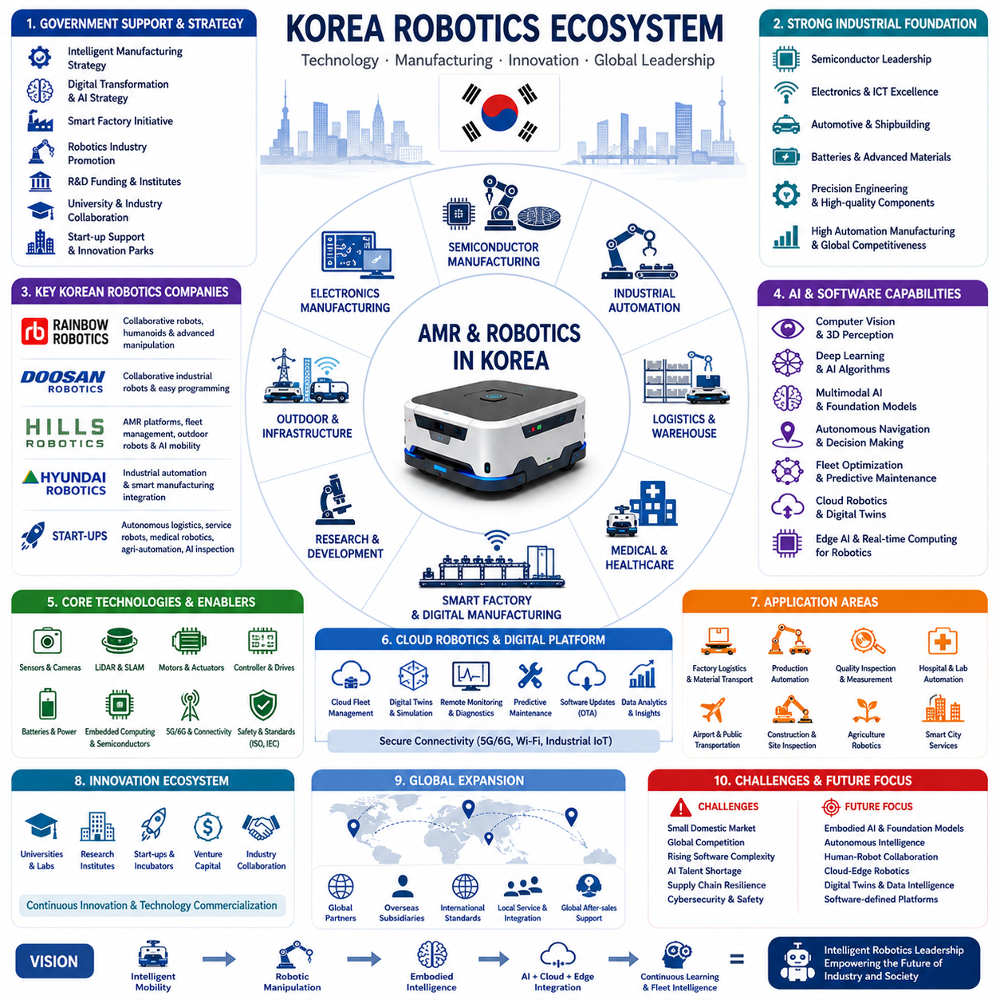 KOREA ROBOTICS ECOSYSTEM
Technology · Manufacturing · Innovation · Global Leadership
1. GOVERNMENT SUPPORT & STRATEGY
Intelligent Manufacturing
Strategy
Digital Transformation
& AI Strategy
Smart Factory Initiative
Robotics Industry
Promotion
R&D Funding & Institutes
University & Industry
Collaboration
Start-up Support
& Innovation Parks
2. STRONG INDUSTRIAL FOUNDATION
Semiconductor Leadership
Electronics & ICT Excellence
Automotive & Shipbuilding
Batteries & Advanced Materials
Precision Engineering
& High-quality Components
High Automation Manufacturing
& Global Competitiveness
SEMICONDUCTOR
MANUFACTURING
ELECTRONICS
MANUFACTURING
INDUSTRIAL
AUTOMATION
AMR & ROBOTICS
IN KOREA
OUTDOOR &
INFRASTRUCTURE
LOGISTICS &
WAREHOUSE
RESEARCH &
DEVELOPMENT
MEDICAL &
HEALTHCARE
SMART FACTORY
& DIGITAL MANUFACTURING
3. KEY KOREAN ROBOTICS COMPANIES
rb
RAINBOW
ROBOTICS
Collaborative robots,
humanoids & advanced
manipulation
DOOSAN
ROBOTICS
Collaborative industrial
robots & easy programming
HILLS
ROBOTICS
AMR platforms, fleet
management, outdoor
robots & AI mobility
HYUNDAI
ROBOTICS
Industrial automation
& smart manufacturing
integration
START-UPS
Autonomous logistics, service
robots, medical robotics,
agri-automation, AI inspection
4. AI & SOFTWARE CAPABILITIES
Computer Vision
& 3D Perception
Deep Learning
& AI Algorithms
Multimodal AI
& Foundation Models
Autonomous Navigation
& Decision Making
Fleet Optimization
& Predictive Maintenance
Cloud Robotics
& Digital Twins
Edge AI & Real-time Computing
for Robotics
5. CORE TECHNOLOGIES & ENABLERS
Sensors & Cameras
LiDAR & SLAM
Motors & Actuators
Controller & Drives
Batteries & Power
Embedded Computing
& Semiconductors
5G/6G & Connectivity
Safety & Standards
(ISO, IEC)
6. CLOUD ROBOTICS & DIGITAL PLATFORM
Cloud Fleet
Management
Digital Twins
& Simulation
Remote Monitoring
& Diagnostics
Predictive
Maintenance
Software Updates
(OTA)
Data Analytics
& Insights
Secure Connectivity (5G/6G, Wi-Fi, Industrial IoT)
7. APPLICATION AREAS
Factory Logistics
& Material Transport
Production
Automation
Quality Inspection
& Measurement
Hospital & Lab
Automation
Airport & Public
Transportation
Construction &
Site Inspection
Agriculture
Robotics
Smart City
Services
8. INNOVATION ECOSYSTEM
Universities
& Labs
Research
Institutes
Start-ups &
Incubators
Venture
Capital
Industry
Collaboration
Continuous Innovation & Technology Commercialization
9. GLOBAL EXPANSION
Global
Partners
Overseas
Subsidiaries
International
Standards
Local Service &
Integration
Global After-sales
Support
10. CHALLENGES & FUTURE FOCUS
CHALLENGES
Small Domestic Market
Global Competition
Rising Software Complexity
AI Talent Shortage
Supply Chain Resilience
Cybersecurity & Safety
FUTURE FOCUS
Embodied AI & Foundation Models
Autonomous Intelligence
Human-Robot Collaboration
Cloud-Edge Robotics
Digital Twins & Data Intelligence
Software-defined Platforms
VISION
Intelligent
Mobility
Robotic
Manipulation
Embodied
Intelligence
AI + Cloud + Edge
Integration
Continuous Learning
& Fleet Intelligence
=
Intelligent Robotics Leadership
Empowering the Future of
Industry and Society